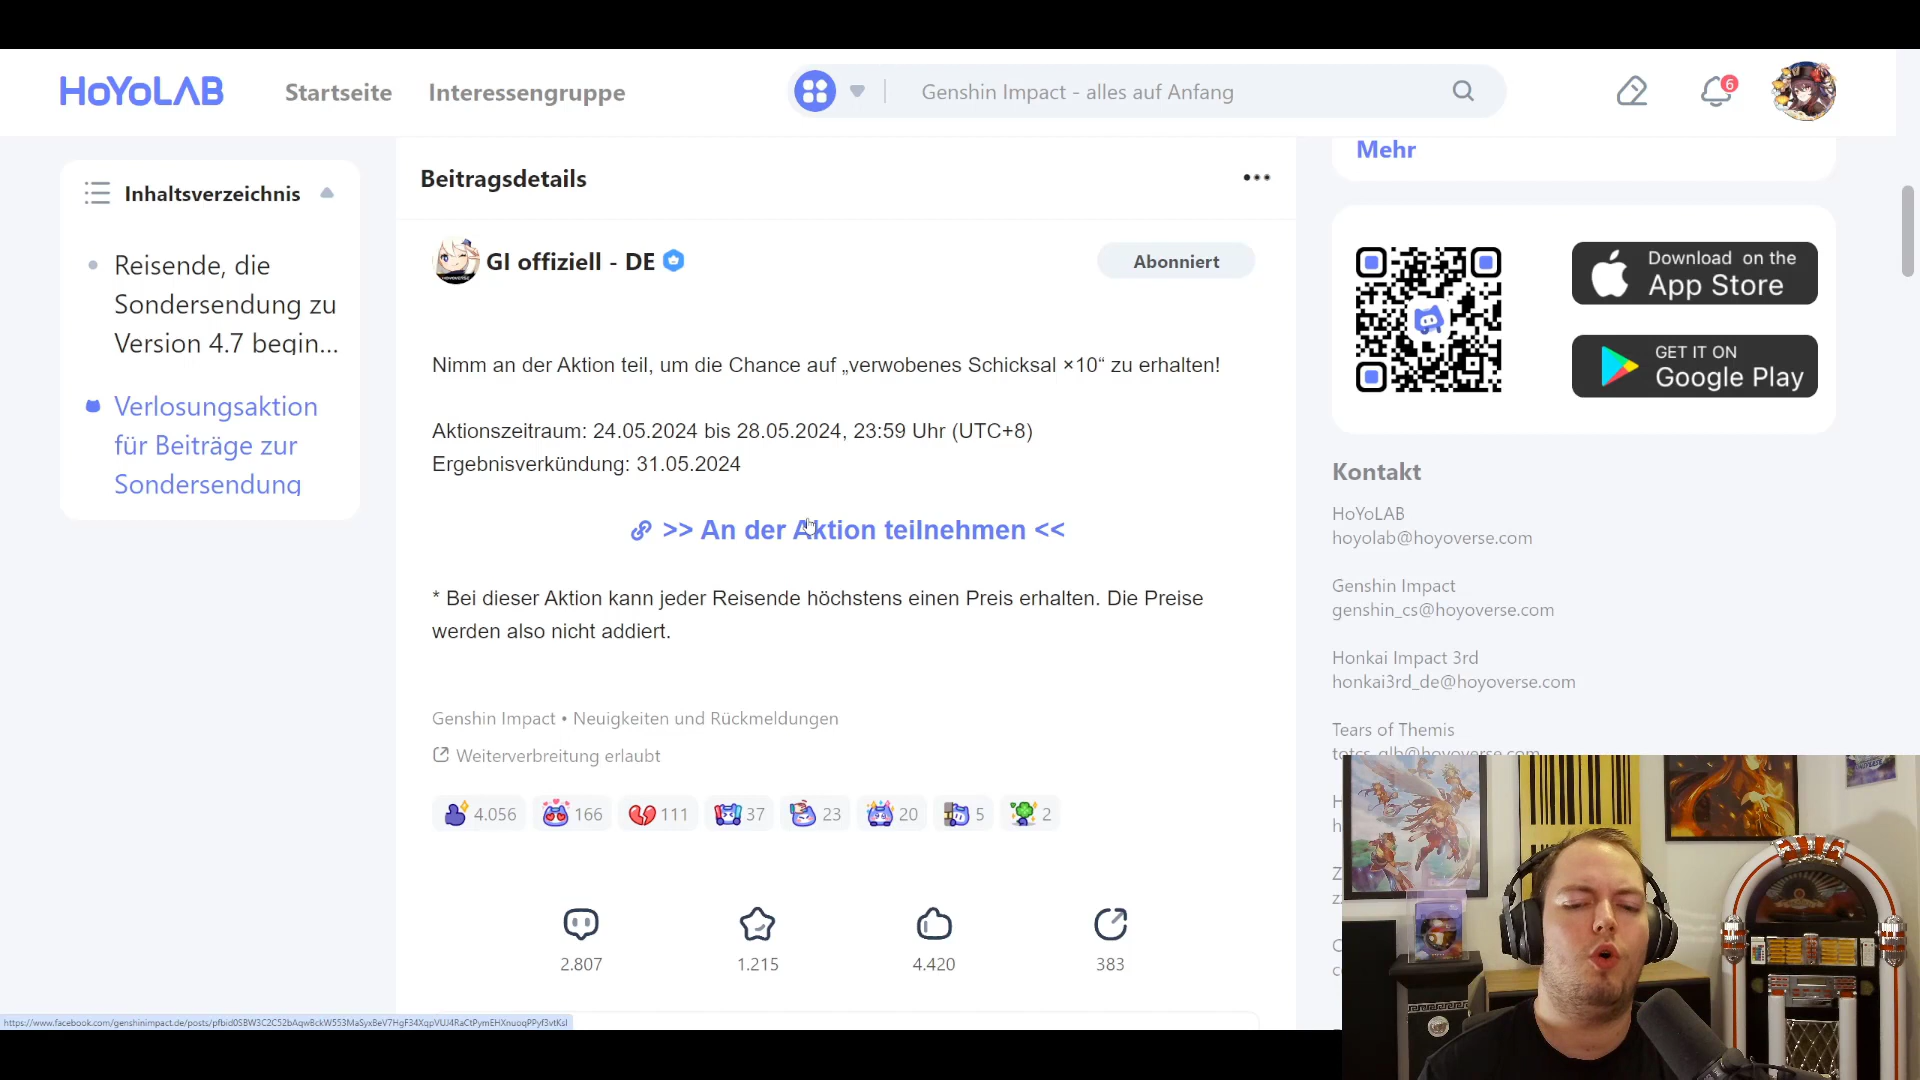 HoYoLAB
Startseite
Interessengruppe
Genshin Impact - alles auf Anfang
6
Inhaltsverzeichnis
Reisende, die
Sondersendung zu
Version 4.7 begin...
Verlosungsaktion
für Beiträge zur
Sondersendung
Beitragsdetails
GI offiziell - DE
Abonniert
Nimm an der Aktion teil, um die Chance auf „verwobenes Schicksal ×10“ zu erhalten!
Aktionszeitraum: 24.05.2024 bis 28.05.2024, 23:59 Uhr (UTC+8)
Ergebnisverkündung: 31.05.2024
>> An der Aktion teilnehmen <<
* Bei dieser Aktion kann jeder Reisende höchstens einen Preis erhalten. Die Preise
werden also nicht addiert.
Genshin Impact • Neuigkeiten und Rückmeldungen
Weiterverbreitung erlaubt
4.056
166
111
37
23
20
5
2
2.807
1.215
4.420
383
Mehr
Download on the
App Store
GET IT ON
Google Play
Kontakt
HoYoLAB
hoyolab@hoyoverse.com
Genshin Impact
genshin_cs@hoyoverse.com
Honkai Impact 3rd
honkai3rd_de@hoyoverse.com
Tears of Themis